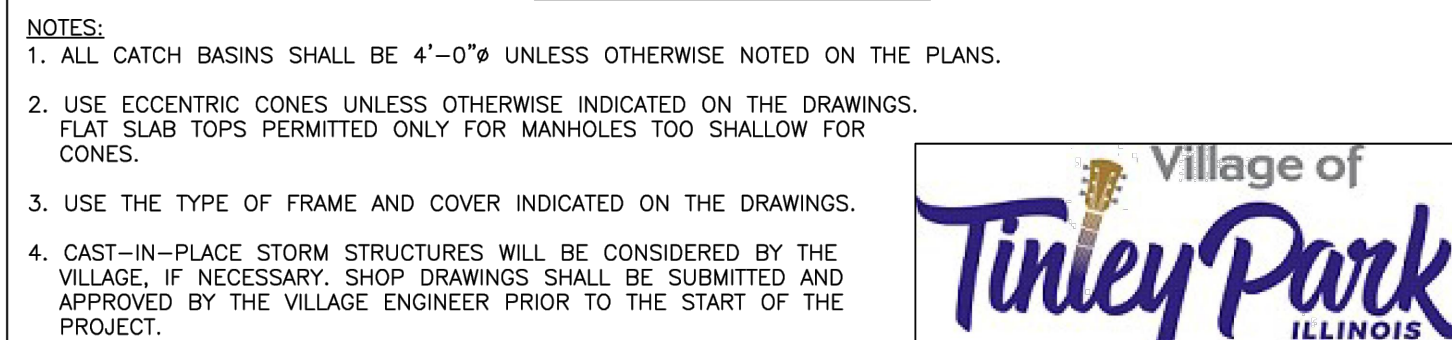 NOTES:
1. ALL CATCH BASINS SHALL BE 4'-0"ø UNLESS OTHERWISE NOTED ON THE PLANS.
2. USE ECCENTRIC CONES UNLESS OTHERWISE INDICATED ON THE DRAWINGS.
FLAT SLAB TOPS PERMITTED ONLY FOR MANHOLES TOO SHALLOW FOR
CONES.
3. USE THE TYPE OF FRAME AND COVER INDICATED ON THE DRAWINGS.
4. CAST-IN-PLACE STORM STRUCTURES WILL BE CONSIDERED BY THE
VILLAGE, IF NECESSARY. SHOP DRAWINGS SHALL BE SUBMITTED AND
APPROVED BY THE VILLAGE ENGINEER PRIOR TO THE START OF THE
PROJECT.
Village of
Tinley Park
ILLINOIS